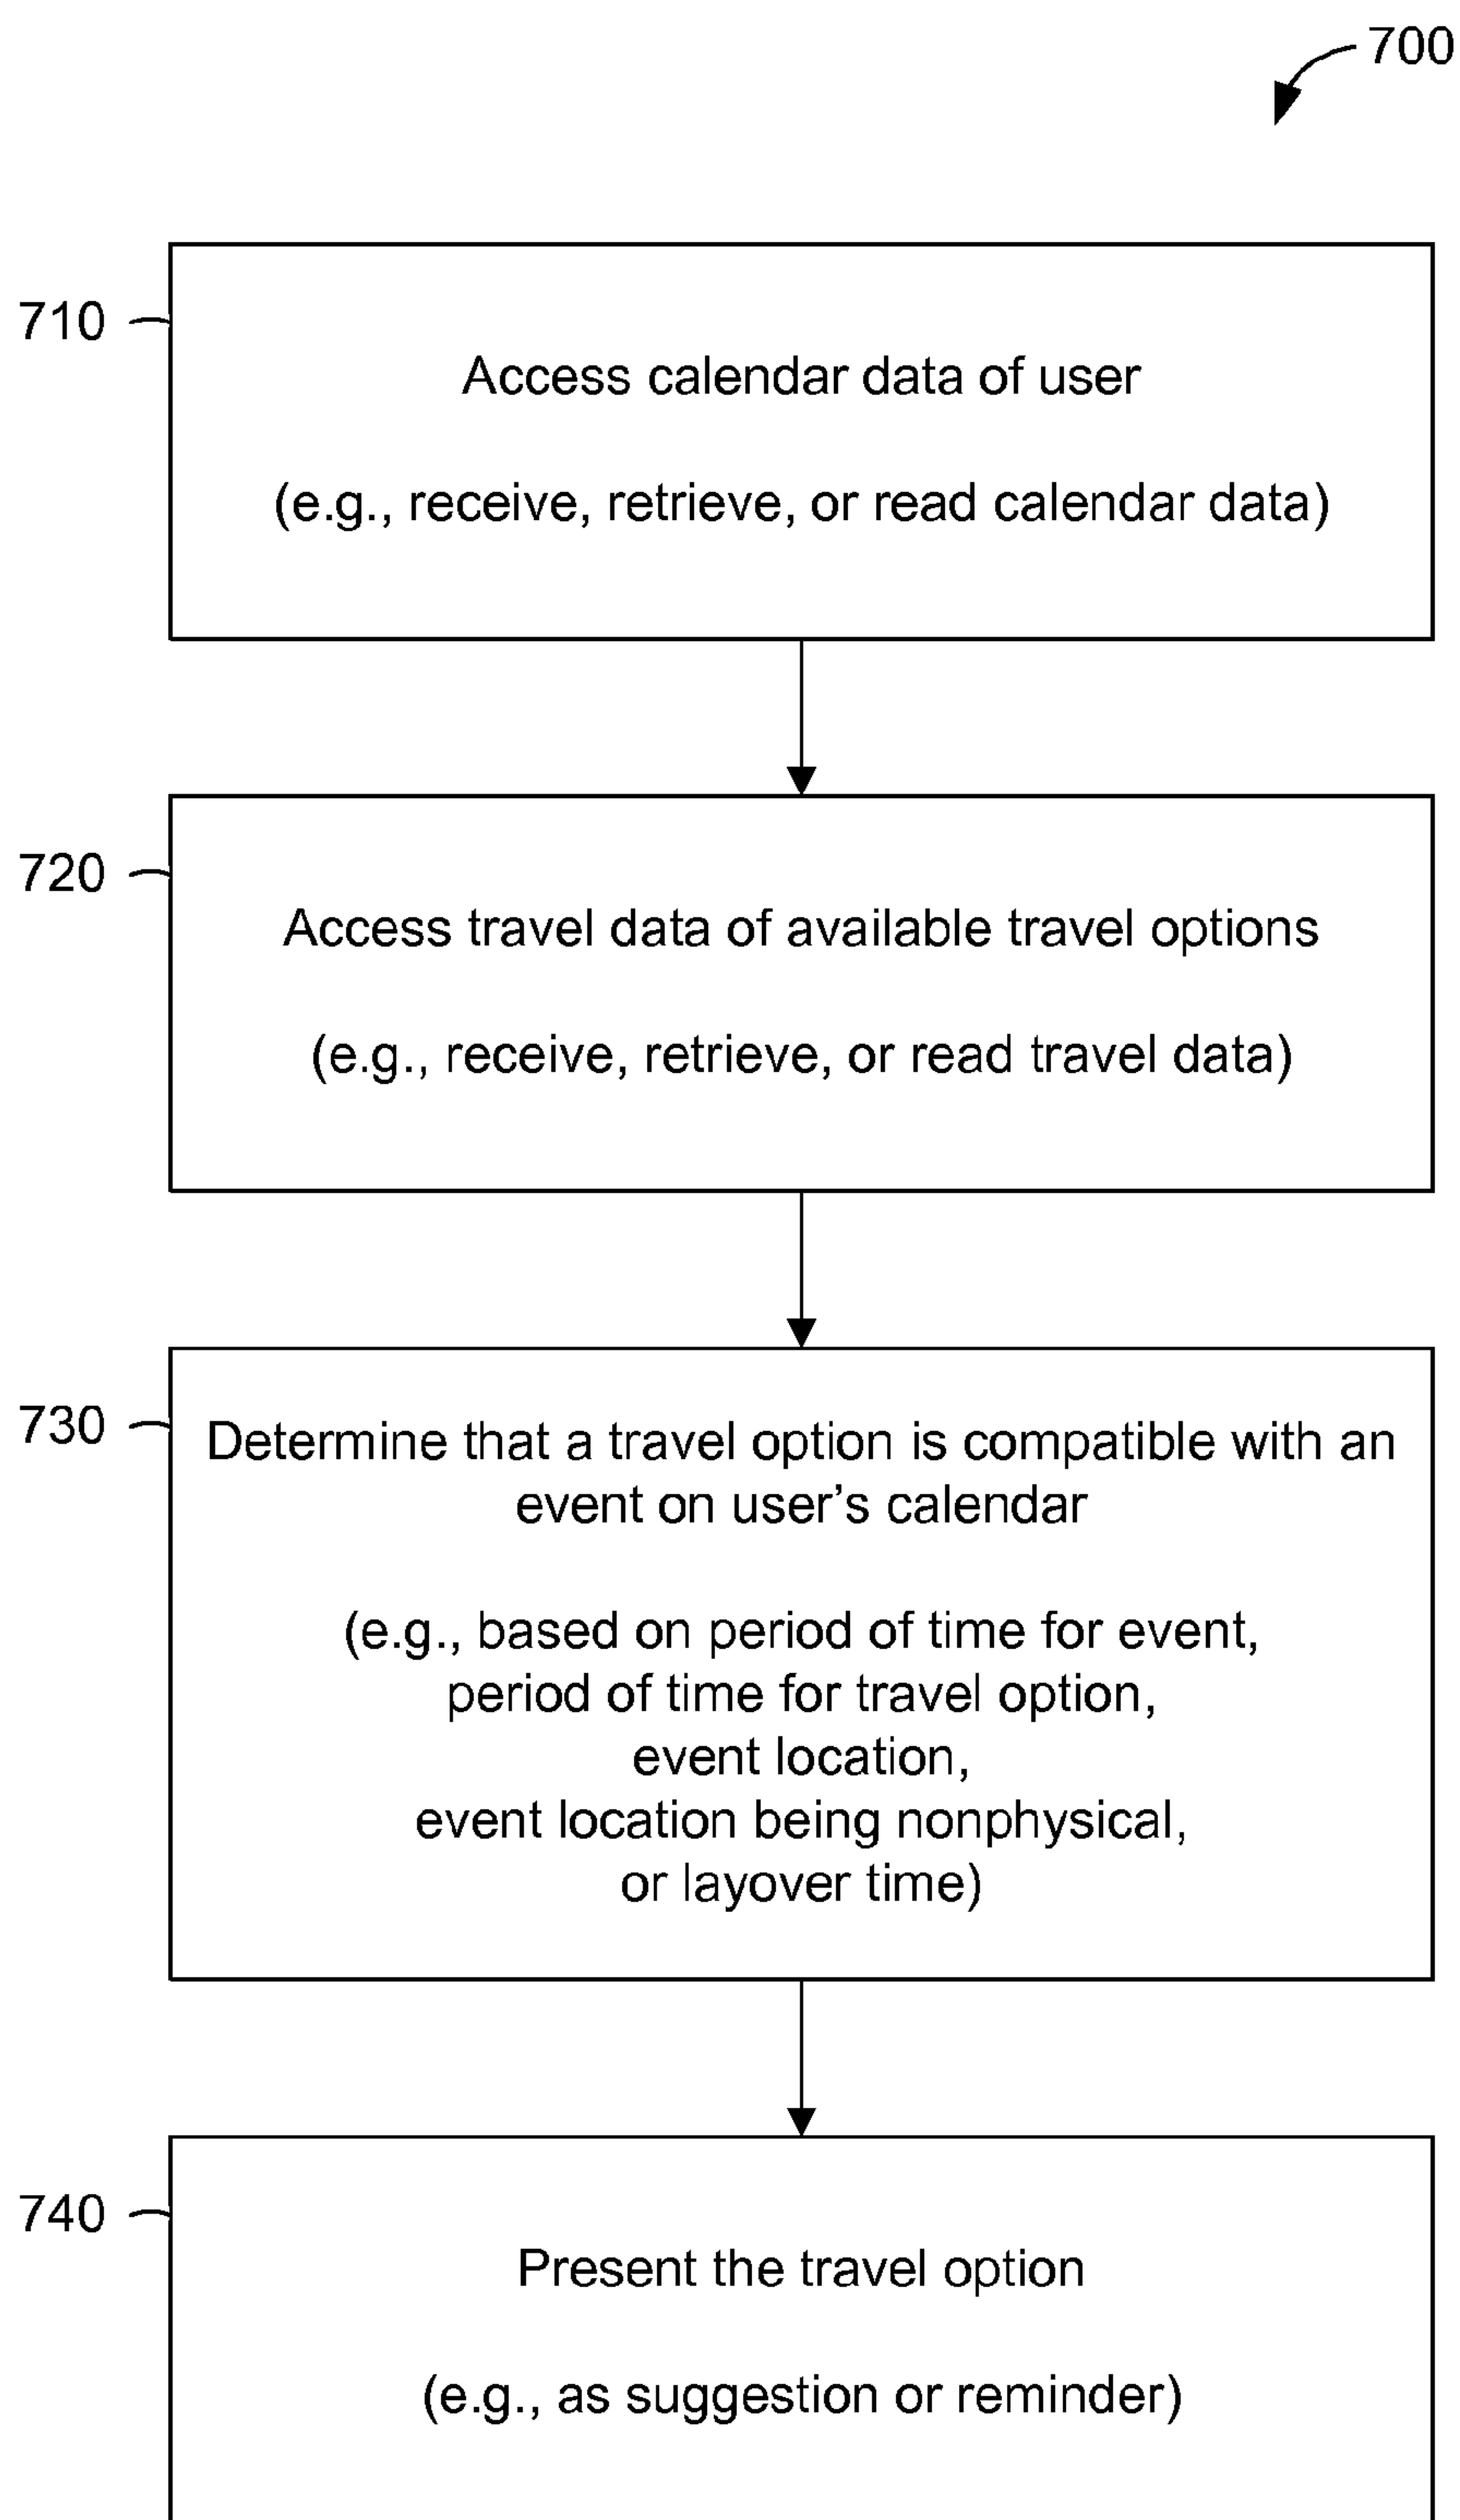 700
710
Access calendar data of user
(e.g., receive, retrieve, or read calendar data)
720
Access travel data of available travel options
(e.g., receive, retrieve, or read travel data)
730
Determine that a travel option is compatible with an
event on user's calendar
(e.g., based on period of time for event,
period of time for travel option,
event location,
event location being nonphysical,
or layover time)
740
Present the travel option
(e.g., as suggestion or reminder)